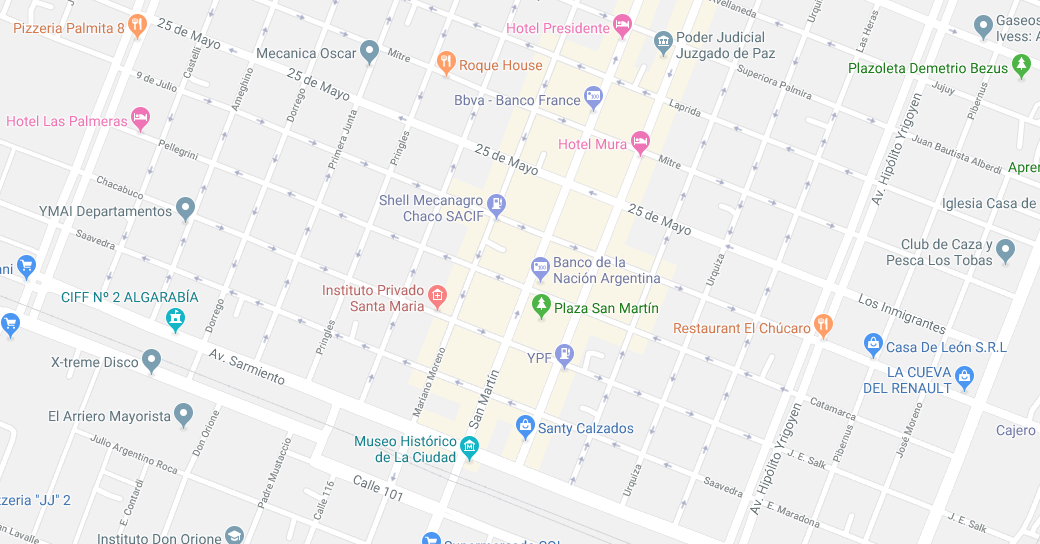 Avellaneda
Urquiza
Las Heras
Gaseos
Ivess: A
Pizzeria Palmita 8
25 de Mayo
Hotel Presidente
Poder Judicial
Juzgado de Paz
Mecanica Oscar
Mitre
Roque House
Castelli
Ameghino
9 de Julio
25 de Mayo
Dorrego
Superiora Palmira
Plazoleta Demetrio Bezus
Jujuy
Pibernus
Bbva - Banco France
Laprida
Av. Hipólito Yrigoyen
Hotel Las Palmeras
Primera Junta
Pringles
Pellegrini
Hotel Mura
Mitre
25 de Mayo
Juan Bautista Alberdi
Apren
Chacabuco
YMAI Departamentos
Shell Mecanagro
Chaco SACIF
25 de Mayo
Iglesia Casa de
Saavedra
Club de Caza y
Pesca Los Tobas
ani
Banco de la
Nación Argentina
Urquiza
CIFF Nº 2 ALGARABÍA
Instituto Privado
Santa Maria
Plaza San Martín
Los Inmigrantes
Dorrego
Pringles
Restaurant El Chúcaro
Casa De León S.R.L
X-treme Disco
Av. Sarmiento
YPF
LA CUEVA
DEL RENAULT
Mariano Moreno
San Martín
El Arriero Mayorista
Don Orione
Santy Calzados
Catamarca
Pibernus
José Moreno
Cajero
Julio Argentino Roca
Padre Mustaccio
Museo Histórico
de La Ciudad
Av. Hipólito Yrigoyen
J. E. Salk
Urquiza
Saavedra
zzeria "JJ" 2
E. Contardi
Calle 116
Calle 101
E. Maradona
J. E. Salk
an Lavalle
Instituto Don Orione